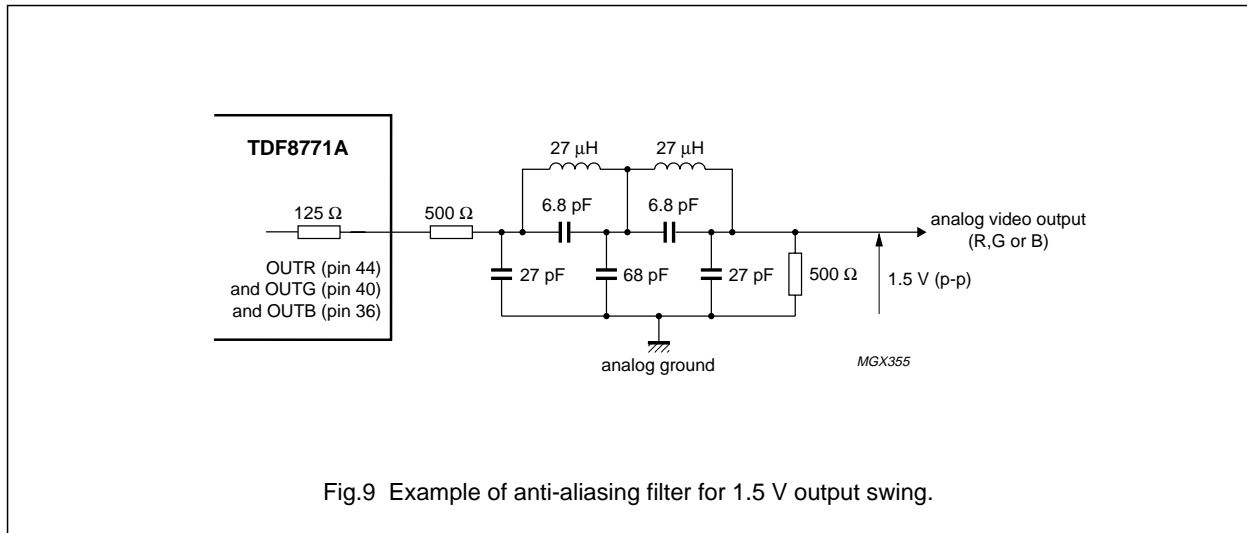 TDF8771A
27 μH
27 μH
125 Ω
500 Ω
6.8 pF
6.8 pF
analog video output
(R,G or B)
OUTR (pin 44)
and OUTG (pin 40)
and OUTB (pin 36)
27 pF
68 pF
27 pF
500 Ω
1.5 V (p-p)
analog ground
MGX355
Fig.9 Example of anti-aliasing filter for 1.5 V output swing.